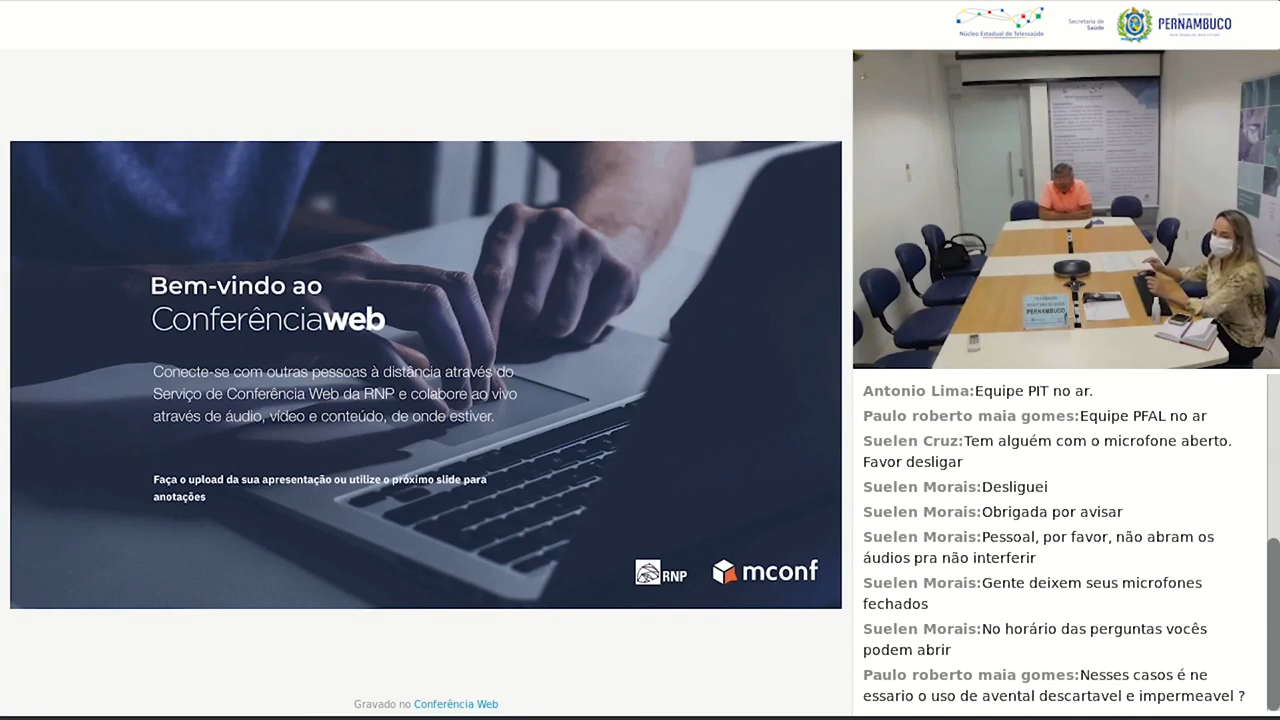 Núcleo Estadual de Telessaúde
Secretaria de
Saúde
PERNAMBUCO
Bem-vindo ao
Conferênciaweb
Conecte-se com outras pessoas à distância através do
Serviço de Conferência Web da RNP e colabore ao vivo
através de áudio, vídeo e conteúdo, de onde estiver.
Faça o upload da sua apresentação ou utilize o próximo slide para
anotações
RNP
mconf
Gravado no Conferência Web
PERNAMBUCO
Antonio Lima:Equipe PIT no ar.
Paulo roberto maia gomes:Equipe PFAL no ar
Suelen Cruz:Tem alguém com o microfone aberto.
Favor desligar
Suelen Morais:Desliguei
Suelen Morais:Obrigada por avisar
Suelen Morais:Pessoal, por favor, não abram os
áudios pra não interferir
Suelen Morais:Gente deixem seus microfones
fechados
Suelen Morais:No horário das perguntas vocês
podem abrir
Paulo roberto maia gomes:Nesses casos é ne
essario o uso de avental descartavel e impermeavel ?